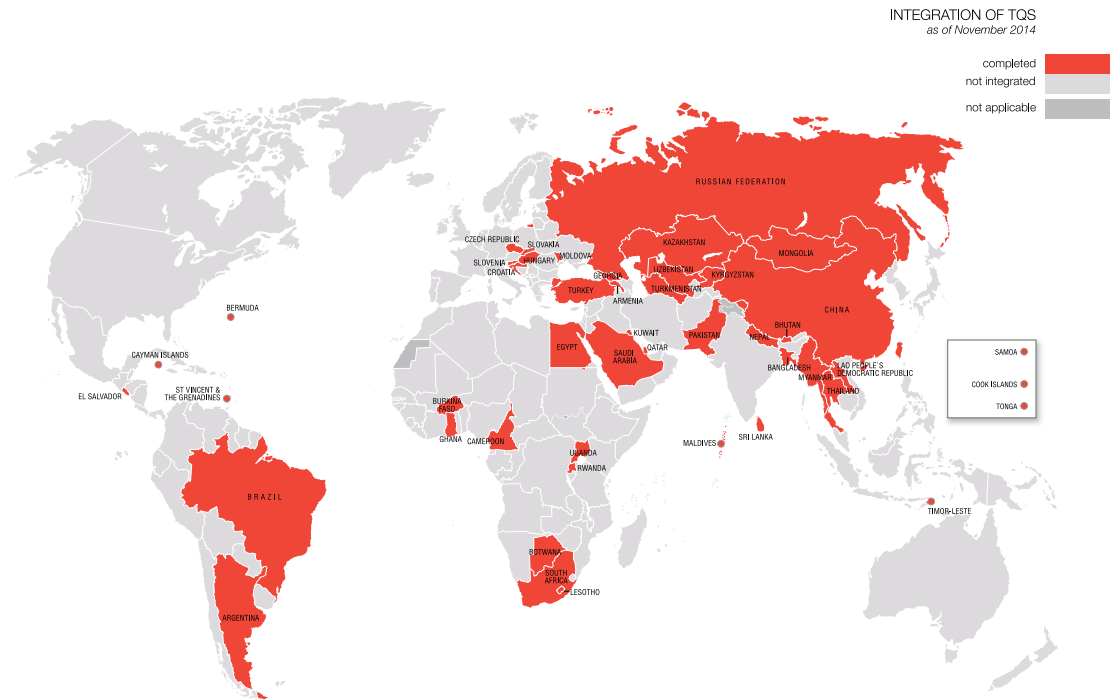 INTEGRATION OF TQS
as of November 2014
completed
not integrated
not applicable
RUSSIAN FEDERATION
CZECH REPUBLIC
SLOVAKIA
SLOVENIA
HUNGARY
MOLDOVA
CROATIA
KAZAKHSTAN
MONGOLIA
GEORGIA
UZBEKISTAN
KYRGYZSTAN
TURKEY
TURKMENISTAN
ARMENIA
BERMUDA
CHINA
BHUTAN
KUWAIT
PAKISTAN
NEPAL
EGYPT
QATAR
SAUDI
ARABIA
CAYMAN ISLANDS
SAMOA
LAO PEOPLE'S
DEMOCRATIC REPUBLIC
BANGLADESH
MYANMAR
COOK ISLANDS
THAILAND
EL SALVADOR
ST VINCENT &
THE GRENADINES
BURKINA
FASO
TONGA
GHANA
CAMEROON
SRI LANKA
MALDIVES
UGANDA
RWANDA
BRAZIL
TIMOR-LESTE
BOTWANA
SOUTH
AFRICA
LESOTHO
ARGENTINA